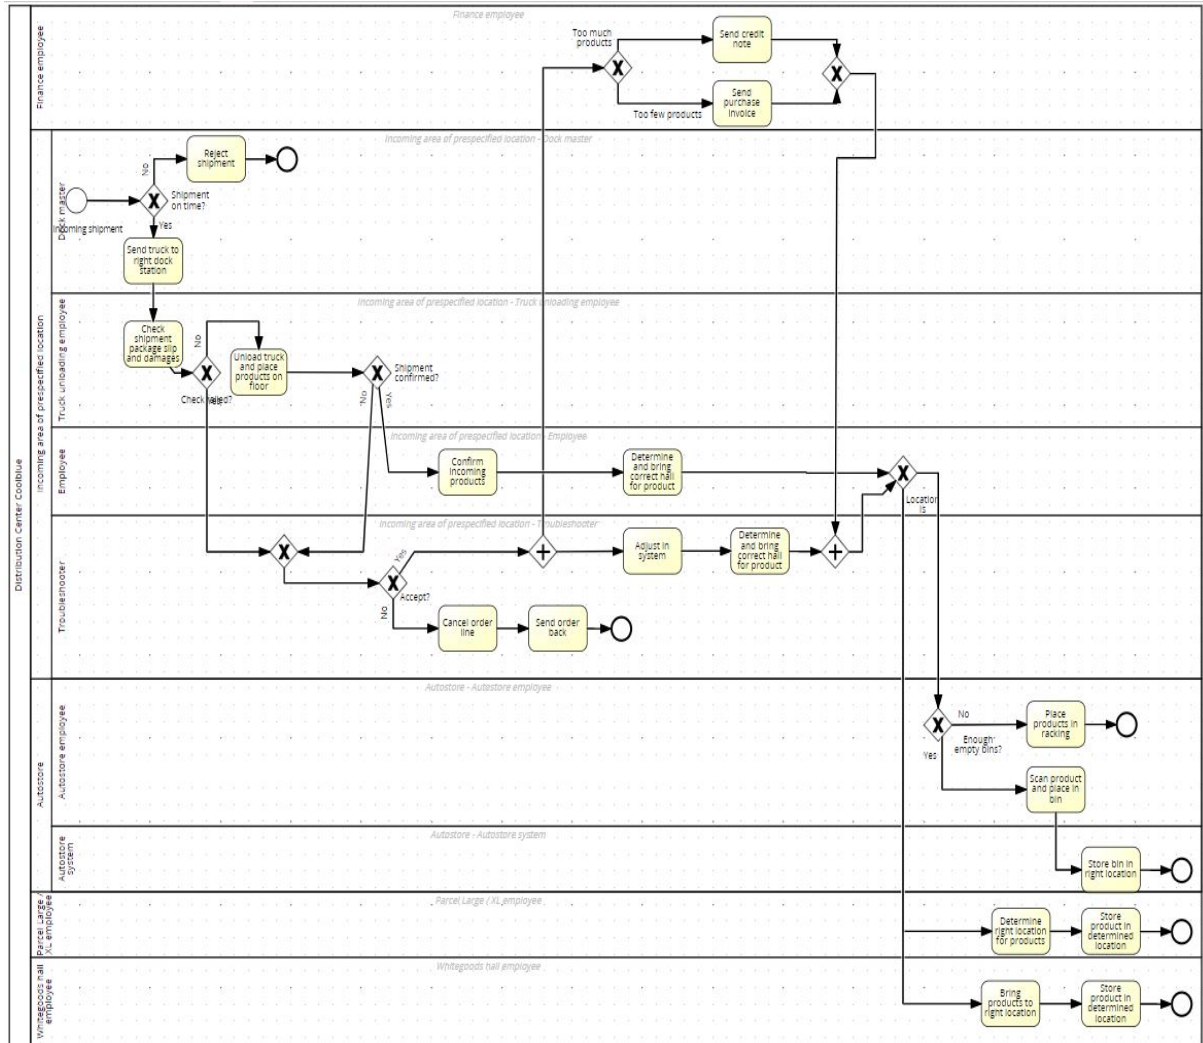 Distribution Center Coolblue
Finance employee
Finance employee
Too much
products
Send credit
note
Send
purchase
invoice
Too few products
Incoming area of prespecified location
Dock master
Incoming area of prespecified location - Dock master
Reject
shipment
No
Shipment
on time?
Yes
Incoming shipment
Send truck to
right dock
station
Truck unloading employee
Incoming area of prespecified location - Truck unloading employee
Check
shipment
package slip
and damages
No
Unload truck
and place
products on
floor
Check failed?
Yes
Shipment
confirmed?
No
Yes
Employee
Incoming area of prespecified location - Employee
Confirm
incoming
products
Determine
and bring
correct hall
for product
Location
is
Troubleshooter
Incoming area of prespecified location - Troubleshooter
Yes
Accept?
No
Adjust in
system
Determine
and bring
correct hall
for product
Cancel order
line
Send order
back
Autostore
Autostore employee
Autostore - Autostore employee
No
Enough
empty bins?
Yes
Place
products in
racking
Scan product
and place in
bin
Autostore
system
Autostore - Autostore system
Store bin in
right location
Parcel Large /
XL employee
Parcel Large / XL employee
Determine
right location
for products
Store
product in
determined
location
Whitegoods hall
employee
Whitegoods hall employee
Bring
products to
right location
Store
product in
determined
location